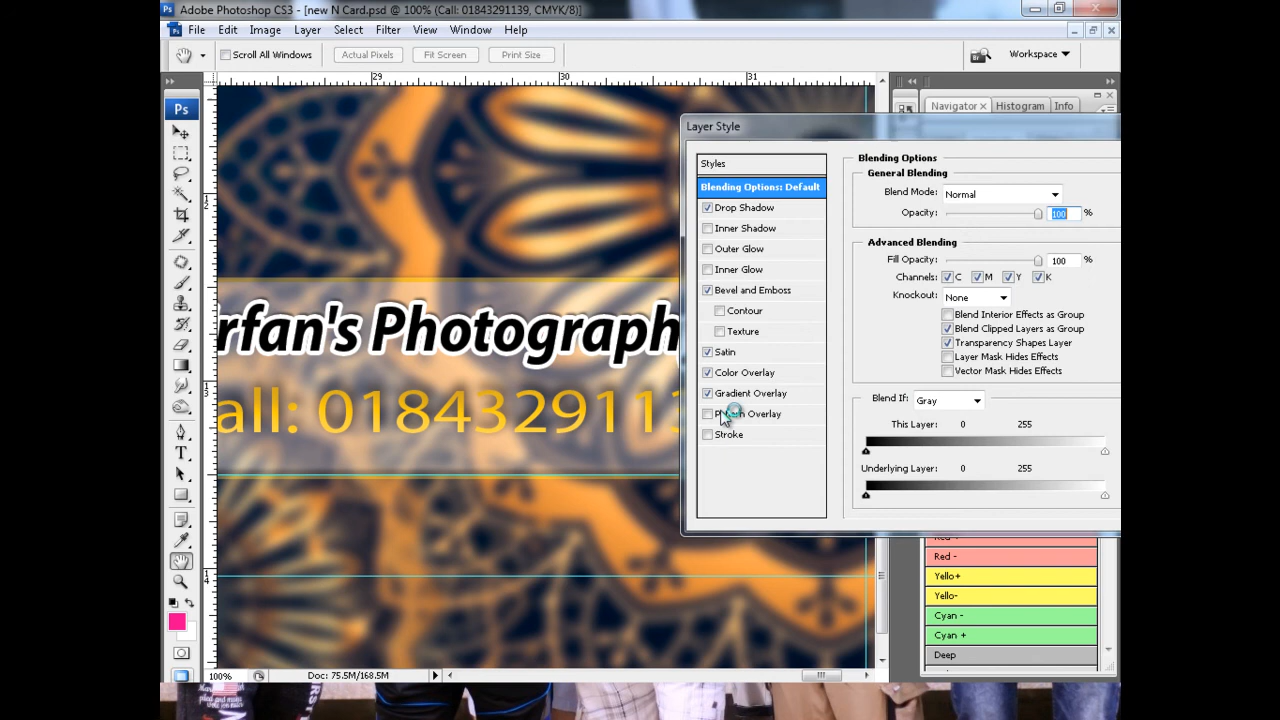 Adobe Photoshop CS3 - [new N Card.psd @ 100% (Call: 01843291139, CMYK/8)]
File Edit Image Layer Select Filter View Window Help
Scroll All Windows Actual Pixels Fit Screen Print Size Workspace
29 30 31
Ps
Navigator Histogram Info
Layer Style
Styles
Blending Options: Default
Drop Shadow
Inner Shadow
Outer Glow
Inner Glow
Bevel and Emboss
Contour
Texture
Satin
Color Overlay
Gradient Overlay
Overlay
Stroke
Blending Options
General Blending
Blend Mode: Normal
Opacity: 100 %
Advanced Blending
Fill Opacity: 100 %
Channels: C M Y K
Knockout: None
Blend Interior Effects as Group
Blend Clipped Layers as Group
Transparency Shapes Layer
Layer Mask Hides Effects
Vector Mask Hides Effects
Blend If: Gray
This Layer: 0 255
Underlying Layer: 0 255
rfan's Photograph
all: 0184329113
Red -
Yello+
Yello-
Cyan -
Cyan +
Deep
100% Doc: 75.5M/168.5M